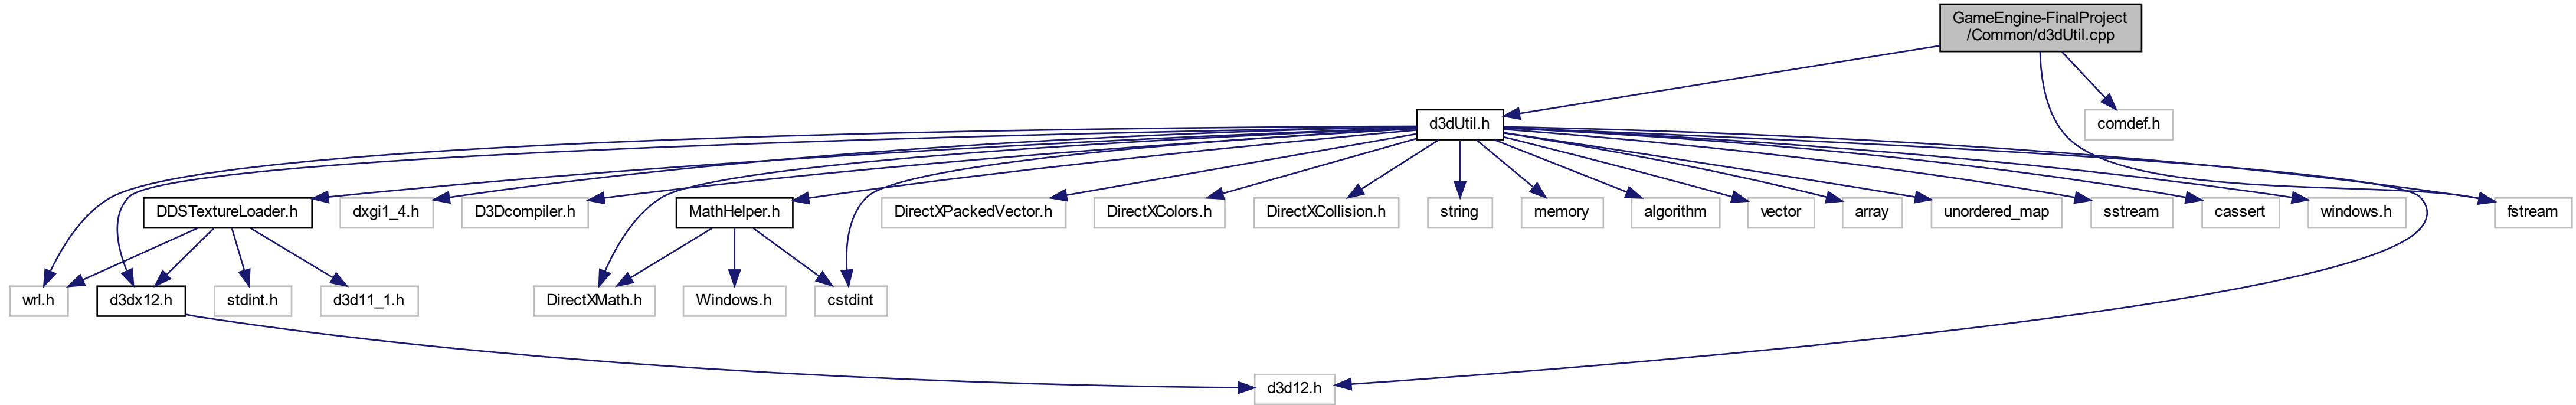 GameEngine-FinalProject
/Common/d3dUtil.cpp
d3dUtil.h
comdef.h
DDSTextureLoader.h
dxgi1_4.h
D3Dcompiler.h
MathHelper.h
DirectXPackedVector.h
DirectXColors.h
DirectXCollision.h
string
memory
algorithm
vector
array
unordered_map
sstream
cassert
windows.h
fstream
wrl.h
d3dx12.h
stdint.h
d3d11_1.h
DirectXMath.h
Windows.h
cstdint
d3d12.h